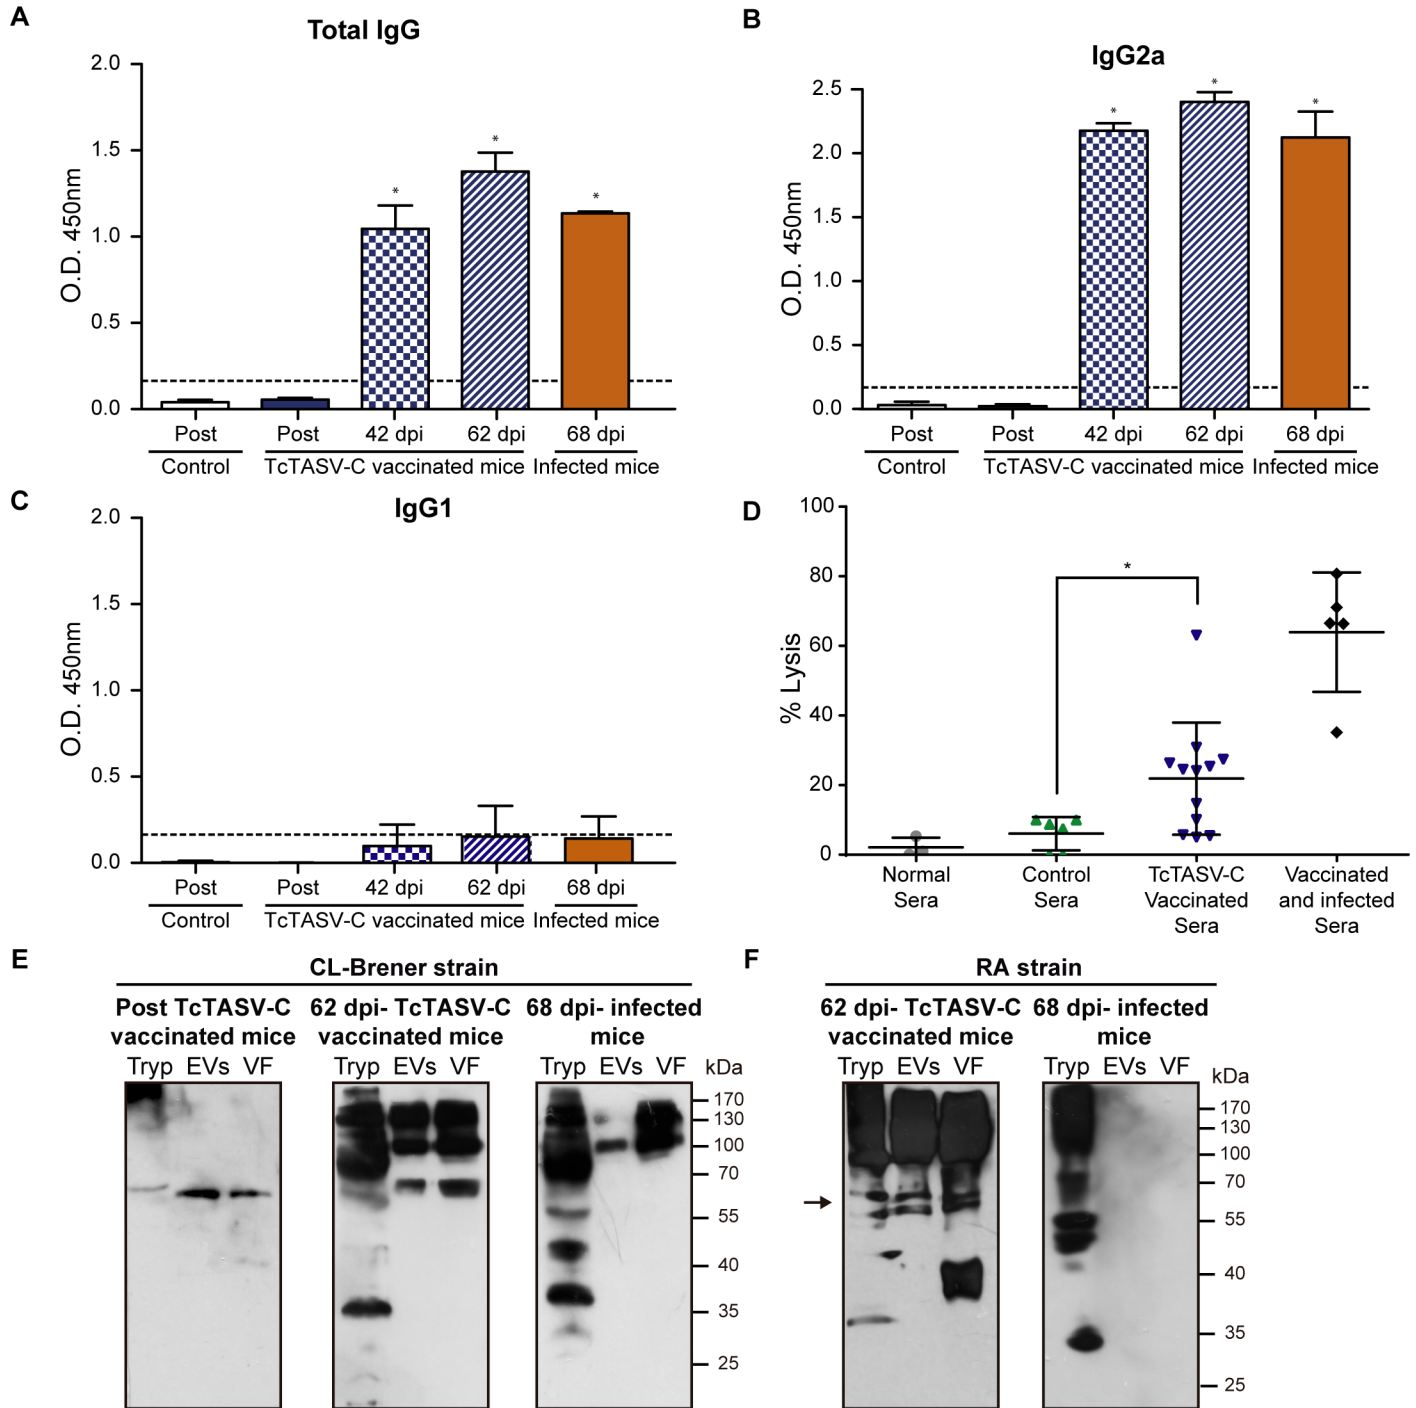 A
Total IgG
O.D. 450nm
2.0
1.5
1.0
0.5
0.0
*
*
*
Post
Post
42 dpi
62 dpi
68 dpi
Control
TcTASV-C vaccinated mice
Infected mice
B
IgG2a
O.D. 450nm
2.5
2.0
1.5
1.0
0.5
0.0
*
*
*
Post
Post
42 dpi
62 dpi
68 dpi
Control
TcTASV-C vaccinated mice
Infected mice
C
IgG1
O.D. 450nm
2.0
1.5
1.0
0.5
0.0
Post
Post
42 dpi
62 dpi
68 dpi
Control
TcTASV-C vaccinated mice
Infected mice
D
% Lysis
100
80
60
40
20
0
*
Normal
Sera
Control
Sera
TcTASV-C
Vaccinated
Sera
Vaccinated
and infected
Sera
E
CL-Brener strain
Post TcTASV-C
vaccinated mice
62 dpi- TcTASV-C
vaccinated mice
68 dpi- infected
mice
Tryp EVs VF
Tryp EVs VF
Tryp EVs VF
kDa
170
130
100
70
55
40
35
25
F
RA strain
62 dpi- TcTASV-C
vaccinated mice
68 dpi- infected
mice
Tryp EVs VF
Tryp EVs VF
kDa
170
130
100
70
55
40
35
25